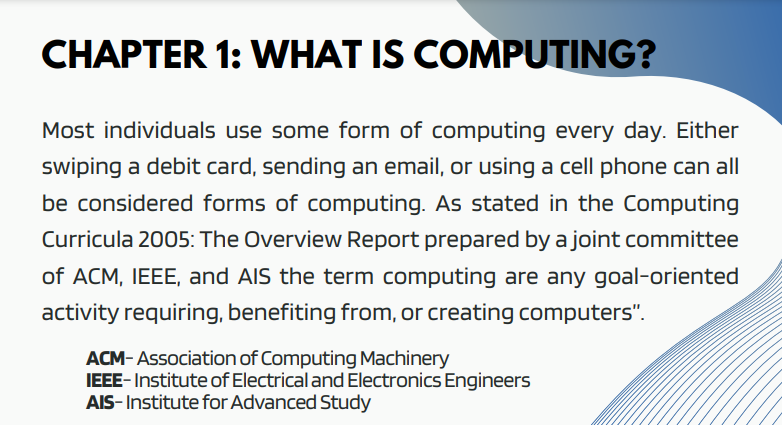 CHAPTER 1: WHAT IS COMPUTING?
Most individuals use some form of computing every day. Either
swiping a debit card, sending an email, or using a cell phone can all
be considered forms of computing. As stated in the Computing
Curricula 2005: The Overview Report prepared by a joint committee
of ACM, IEEE, and AIS the term computing are any goal-oriented
activity requiring, benefiting from, or creating computers”.
ACM- Association of Computing Machinery
IEEE- Institute of Electrical and Electronics Engineers
AIS- Institute for Advanced Study